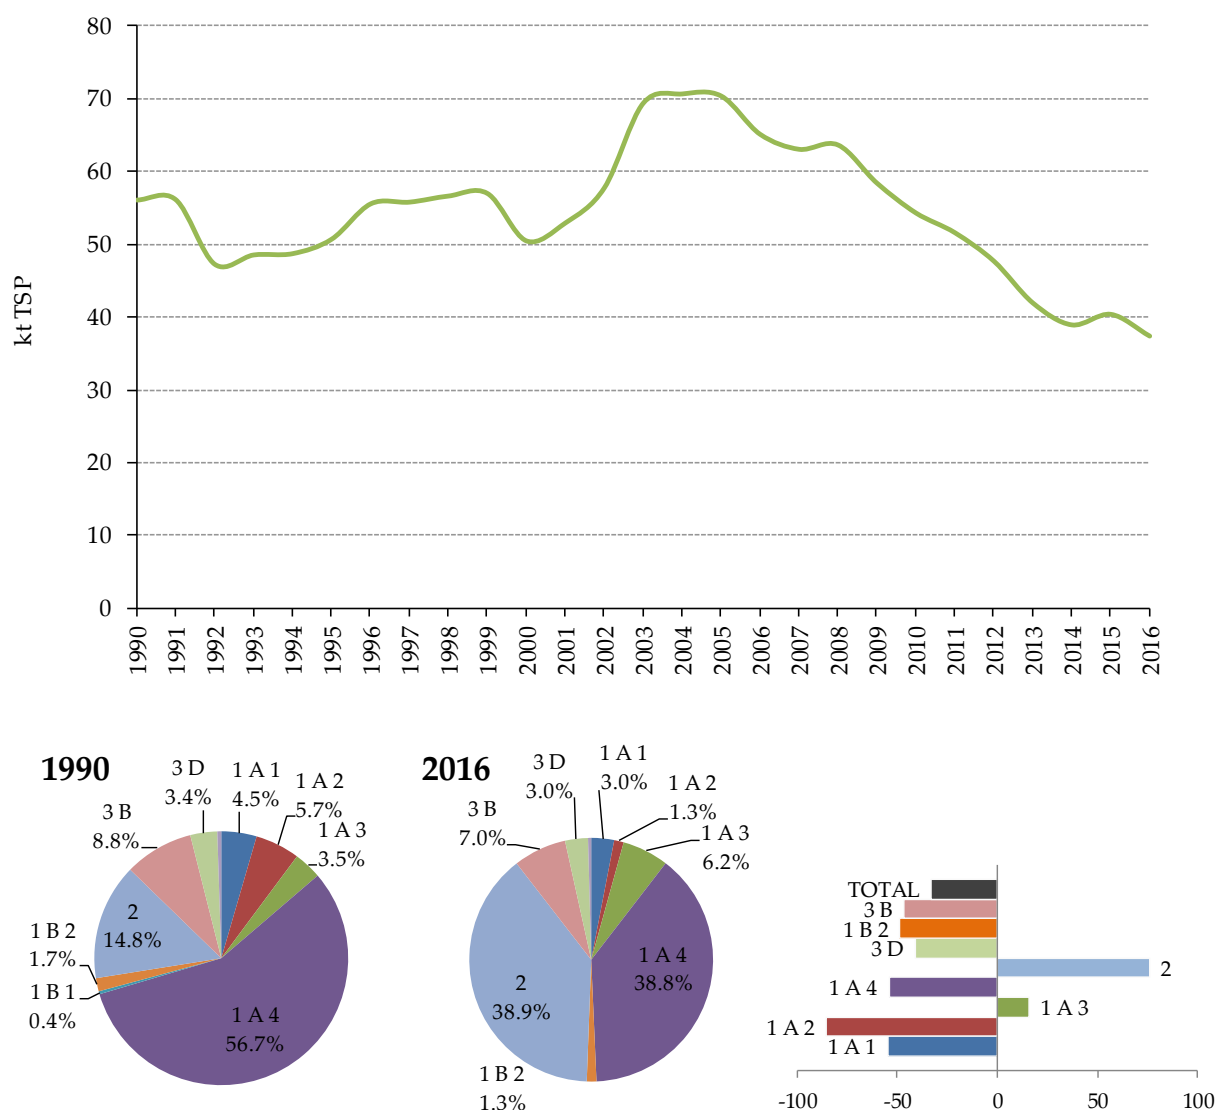 80
70
60
50
40
30
20
10
0
kt TSP
1990
1991
1992
1993
1994
1995
1996
1997
1998
1999
2000
2001
2002
2003
2004
2005
2006
2007
2008
2009
2010
2011
2012
2013
2014
2015
2016
1990
3 D
3.4%
1 A 1
4.5%
1 A 2
5.7%
1 A 3
3.5%
3 B
8.8%
2
14.8%
1 B 2
1.7%
1 B 1
0.4%
1 A 4
56.7%
2016
3 D
3.0%
1 A 1
3.0%
1 A 2
1.3%
1 A 3
6.2%
3 B
7.0%
1 A 4
38.8%
2
38.9%
1 B 2
1.3%
TOTAL
3 B
1 B 2
3 D
2
1 A 4
1 A 3
1 A 2
1 A 1
-100
-50
0
50
100